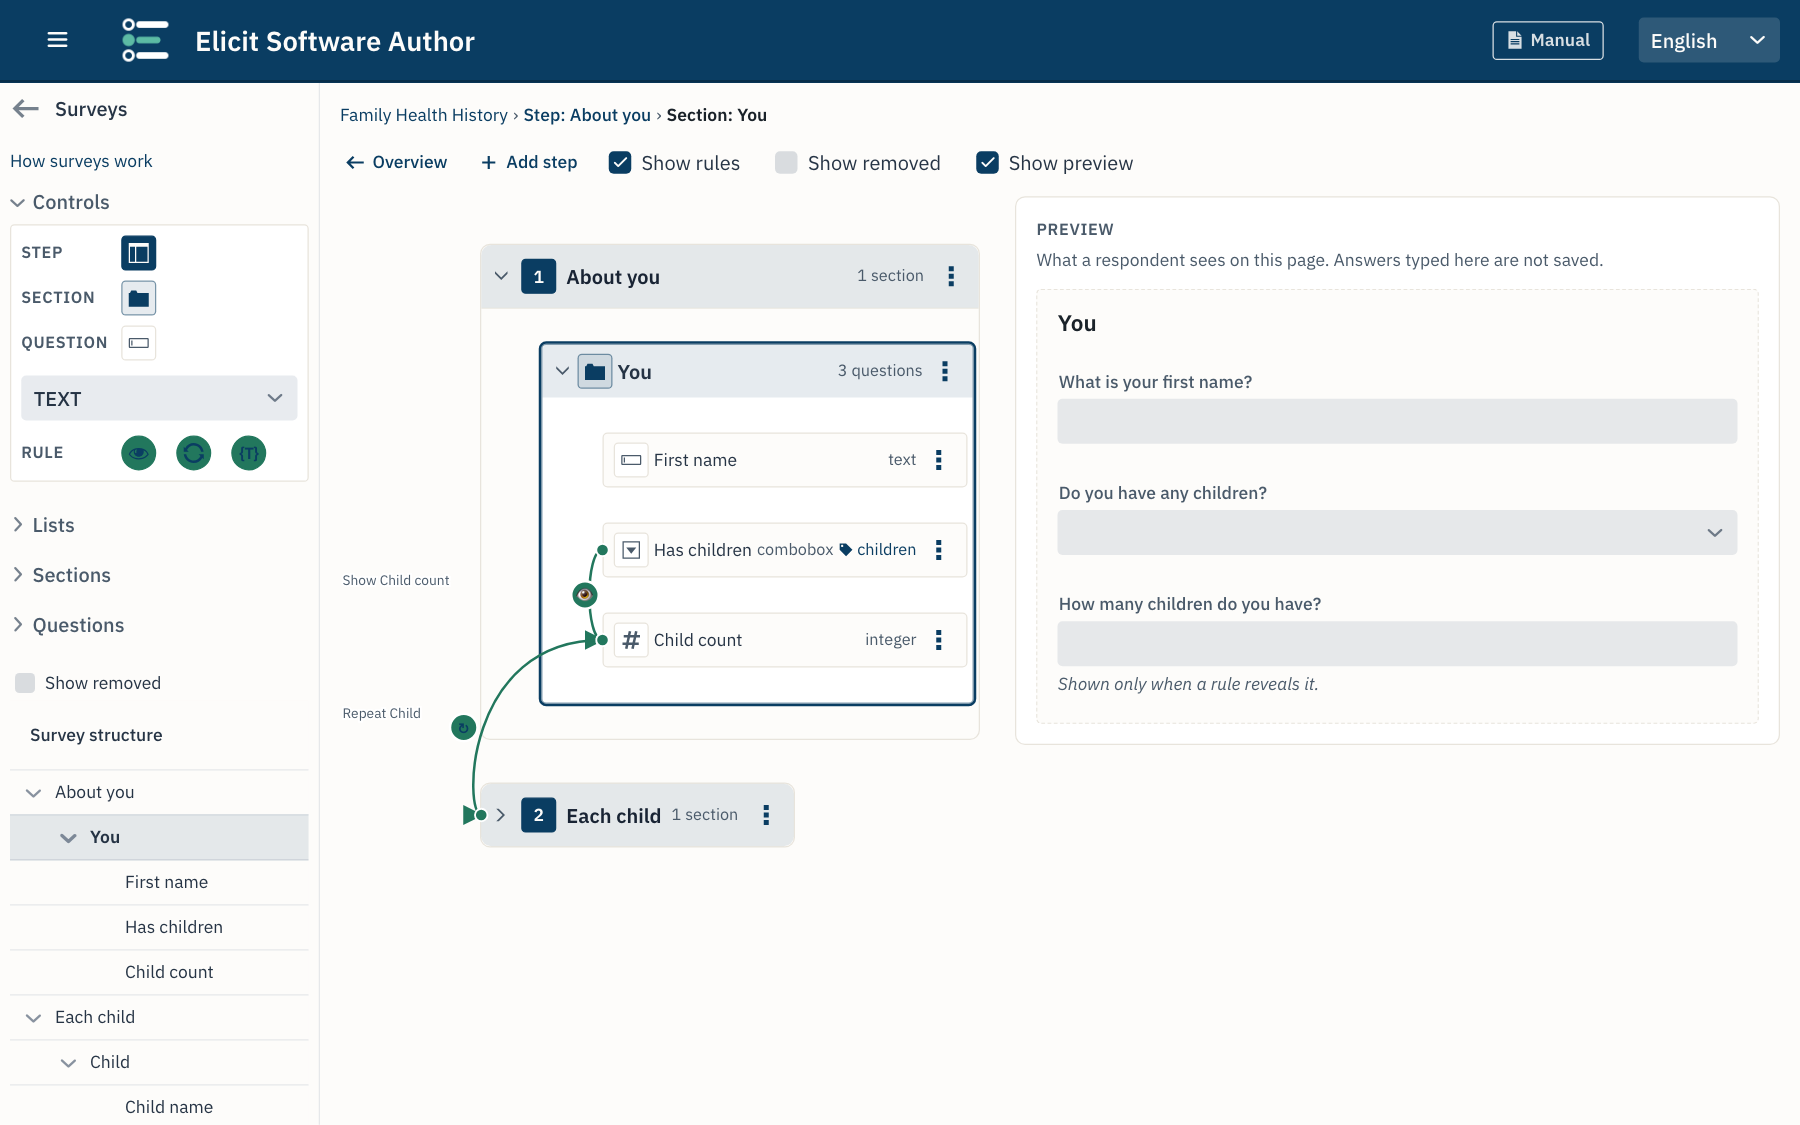 Elicit Software Author
Manual
English
Surveys
How surveys work
Controls
STEP
SECTION
QUESTION
TEXT
RULE
{T}
Lists
Sections
Questions
Show removed
Survey structure
About you
You
First name
Has children
Child count
Each child
Child
Child name
Family Health History › Step: About you › Section: You
Overview
Add step
Show rules
Show removed
Show preview
1 About you 1 section
You 3 questions
First name text
Has children combobox children
Show Child count
# Child count integer
Repeat Child
2 Each child 1 section
PREVIEW
What a respondent sees on this page. Answers typed here are not saved.
You
What is your first name?
Do you have any children?
How many children do you have?
Shown only when a rule reveals it.